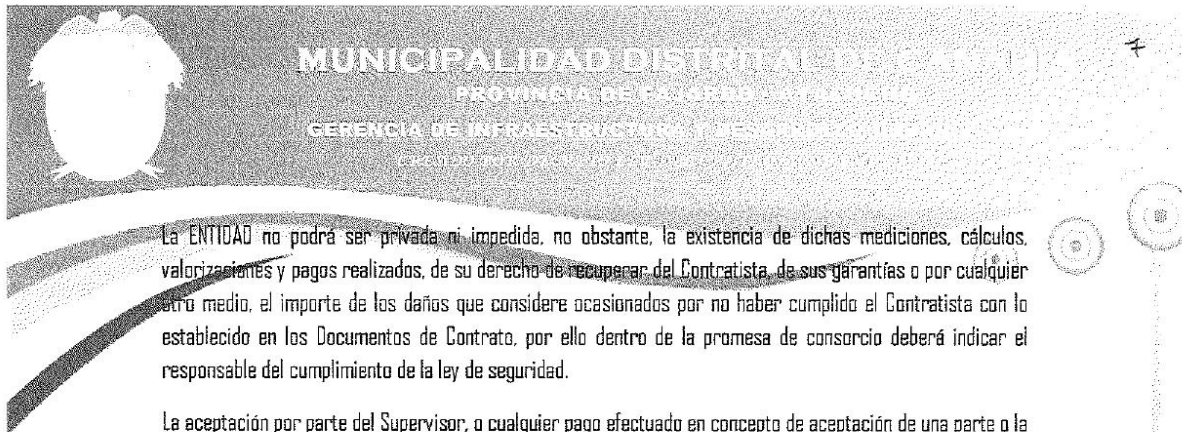 MUNICIPALIDAD DISTRITAL DE
PROVINCIA DE FAJARDO
GERENCIA DE INFRAESTRUCTURA Y
7
La ENTIDAD no podrá ser privada ni impedida, no obstante, la existencia de dichas mediciones, cálculos,
valorizaciones y pagos realizados, de su derecho de recuperar del Contratista, de sus garantías o por cualquier
otro medio, el importe de los daños que considere ocasionados por no haber cumplido el Contratista con lo
establecido en los Documentos de Contrato, por ello dentro de la promesa de consorcio deberá indicar el
responsable del cumplimiento de la ley de seguridad.
La aceptación por parte del Supervisor, o cualquier pago efectuado en concepto de aceptación de una parte o la